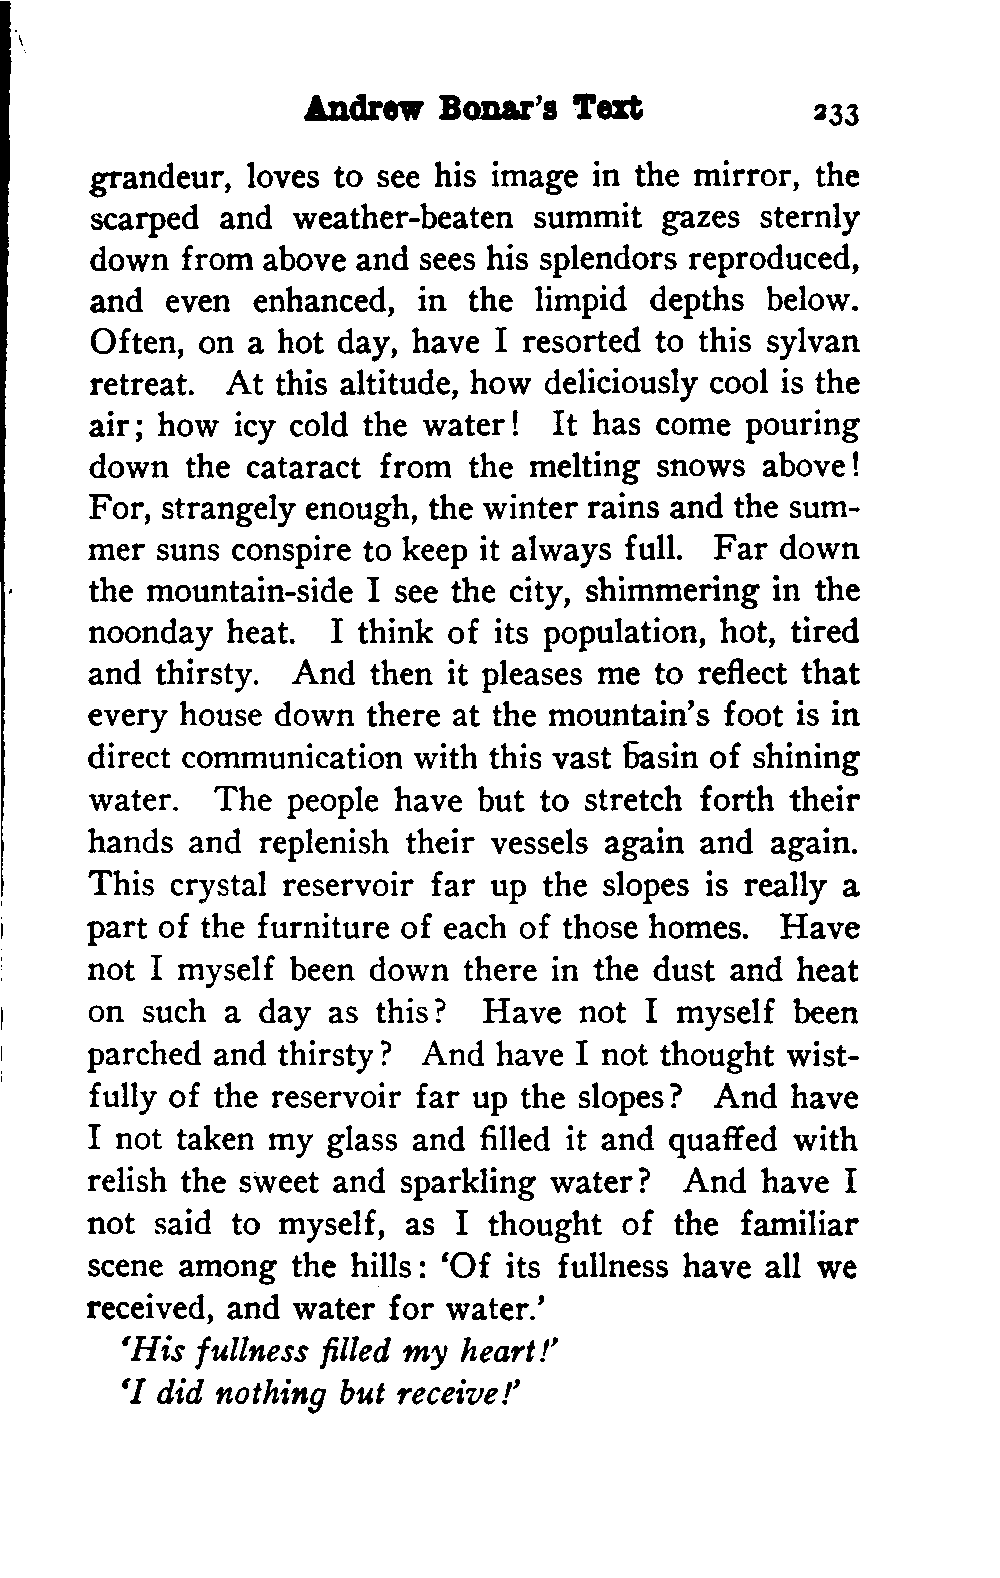 Andrew Bonar's Text 233
grandeur, loves to see his image in the mirror, the
scarped and weather-beaten summit gazes sternly
down from above and sees his splendors reproduced,
and even enhanced, in the limpid depths below.
Often, on a hot day, have I resorted to this sylvan
retreat. At this altitude, how deliciously cool is the
air; how icy cold the water! It has come pouring
down the cataract from the melting snows above!
For, strangely enough, the winter rains and the sum-
mer suns conspire to keep it always full. Far down
the mountain-side I see the city, shimmering in the
noonday heat. I think of its population, hot, tired
and thirsty. And then it pleases me to reflect that
every house down there at the mountain's foot is in
direct communication with this vast basin of shining
water. The people have but to stretch forth their
hands and replenish their vessels again and again.
This crystal reservoir far up the slopes is really a
part of the furniture of each of those homes. Have
not I myself been down there in the dust and heat
on such a day as this? Have not I myself been
parched and thirsty? And have I not thought wist-
fully of the reservoir far up the slopes? And have
I not taken my glass and filled it and quaffed with
relish the sweet and sparkling water? And have I
not said to myself, as I thought of the familiar
scene among the hills: 'Of its fullness have all we
received, and water for water.'
'His fullness filled my heart!'
'I did nothing but receive!'